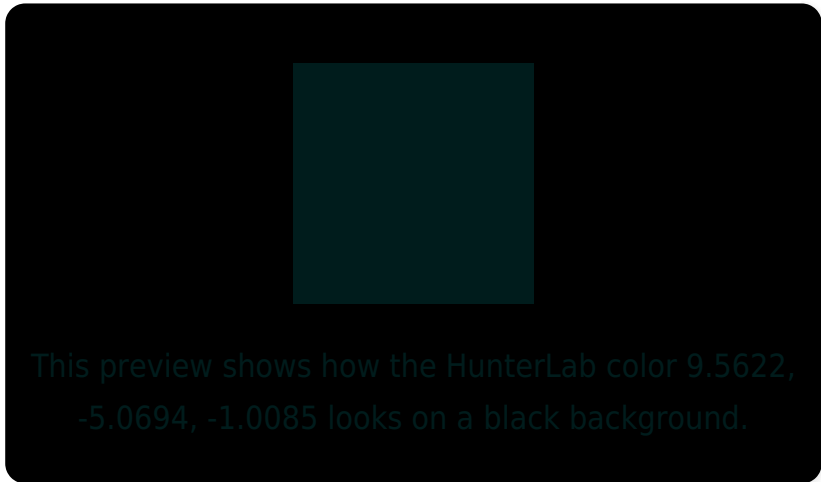 This preview shows how the HunterLab color 9.5622,
-5.0694, -1.0085 looks on a black background.